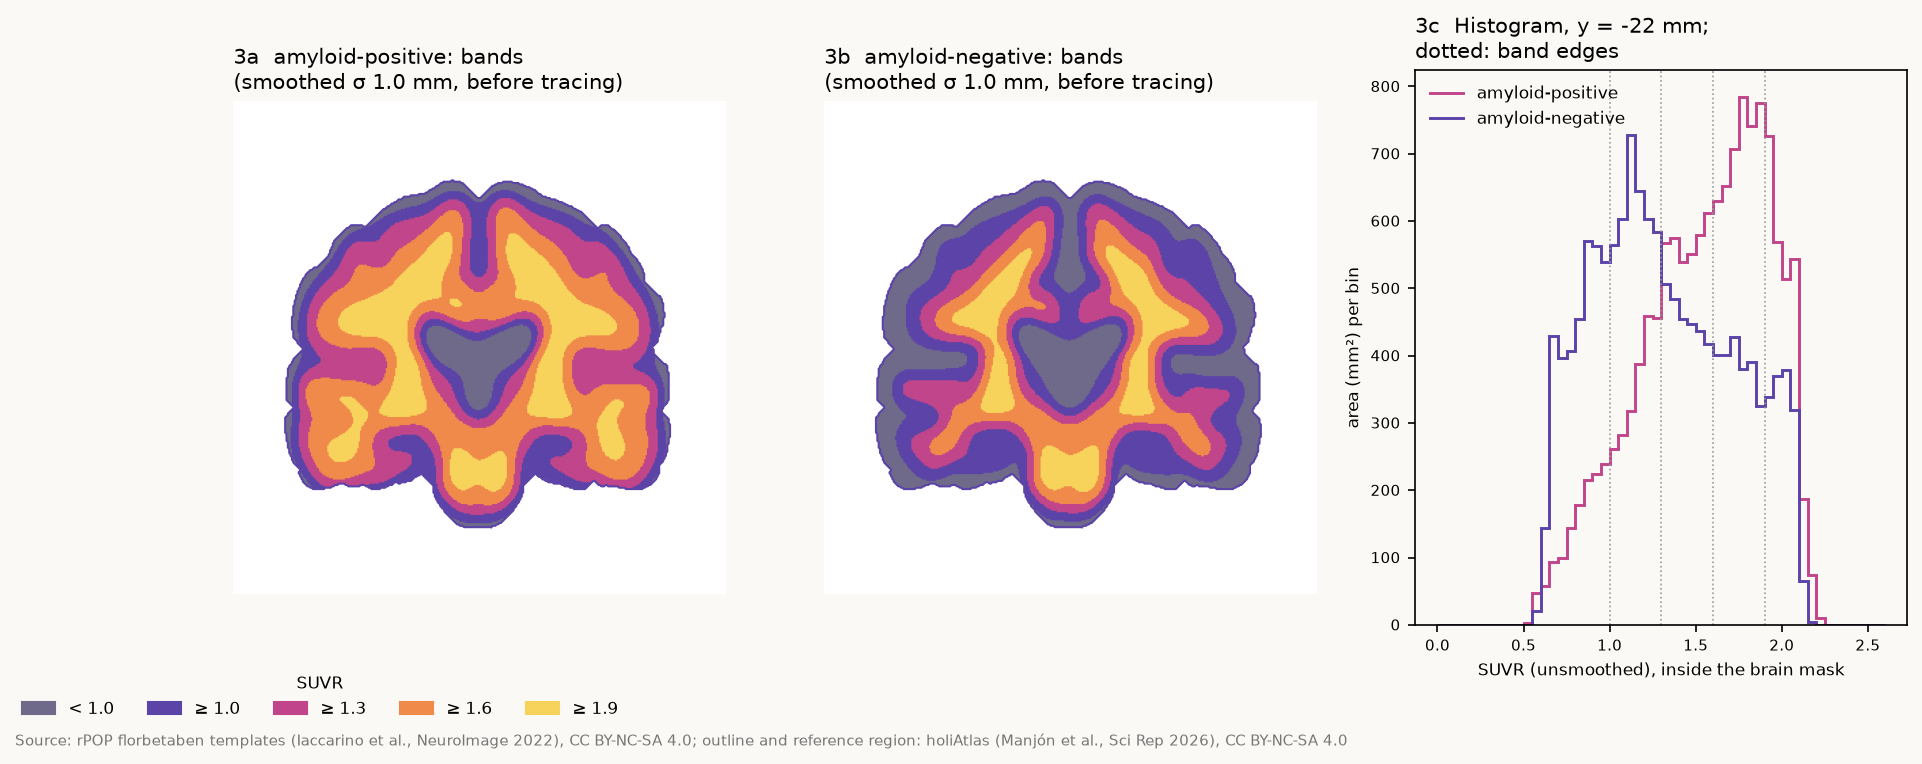 3a  amyloid-positive: bands
(smoothed σ 1.0 mm, before tracing)
3b  amyloid-negative: bands
(smoothed σ 1.0 mm, before tracing)
3c  Histogram, y = -22 mm;
dotted: band edges
amyloid-positive
amyloid-negative
800
700
600
500
400
300
200
100
0
area (mm²) per bin
0.0
0.5
1.0
1.5
2.0
2.5
SUVR (unsmoothed), inside the brain mask
SUVR
< 1.0
≥ 1.0
≥ 1.3
≥ 1.6
≥ 1.9
Source: rPOP florbetaben templates (Iaccarino et al., NeuroImage 2022), CC BY-NC-SA 4.0; outline and reference region: holiAtlas (Manjón et al., Sci Rep 2026), CC BY-NC-SA 4.0